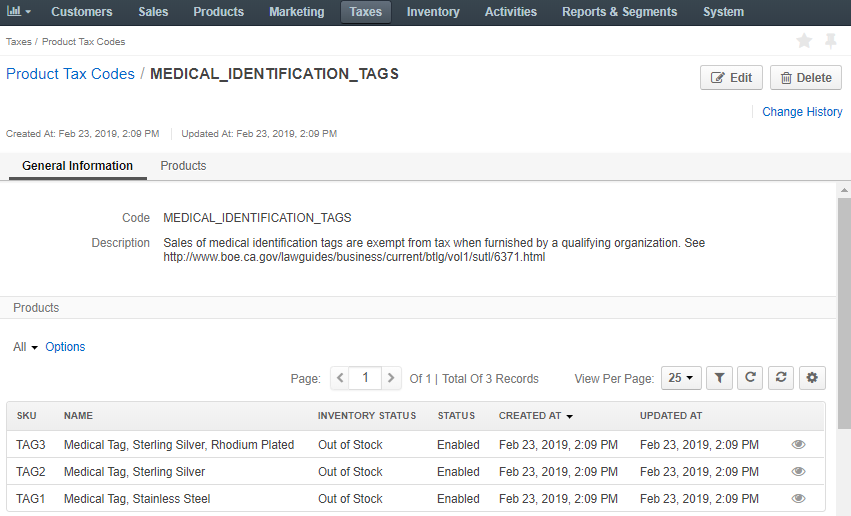 Customers Sales Products Marketing Taxes Inventory Activities Reports & Segments System
Taxes / Product Tax Codes
Product Tax Codes / MEDICAL_IDENTIFICATION_TAGS
Edit Delete
Change History
Created At: Feb 23, 2019, 2:09 PM Updated At: Feb 23, 2019, 2:09 PM
General Information Products
Code MEDICAL_IDENTIFICATION_TAGS
Description Sales of medical identification tags are exempt from tax when furnished by a qualifying organization. See
http://www.boe.ca.gov/lawguides/business/current/btlg/vol1/sutl/6371.html
Products
All Options
Page: 1 Of 1 | Total Of 3 Records View Per Page: 25
SKU NAME INVENTORY STATUS STATUS CREATED AT UPDATED AT
TAG3 Medical Tag, Sterling Silver, Rhodium Plated Out of Stock Enabled Feb 23, 2019, 2:09 PM Feb 23, 2019, 2:09 PM
TAG2 Medical Tag, Sterling Silver Out of Stock Enabled Feb 23, 2019, 2:09 PM Feb 23, 2019, 2:09 PM
TAG1 Medical Tag, Stainless Steel Out of Stock Enabled Feb 23, 2019, 2:09 PM Feb 23, 2019, 2:09 PM